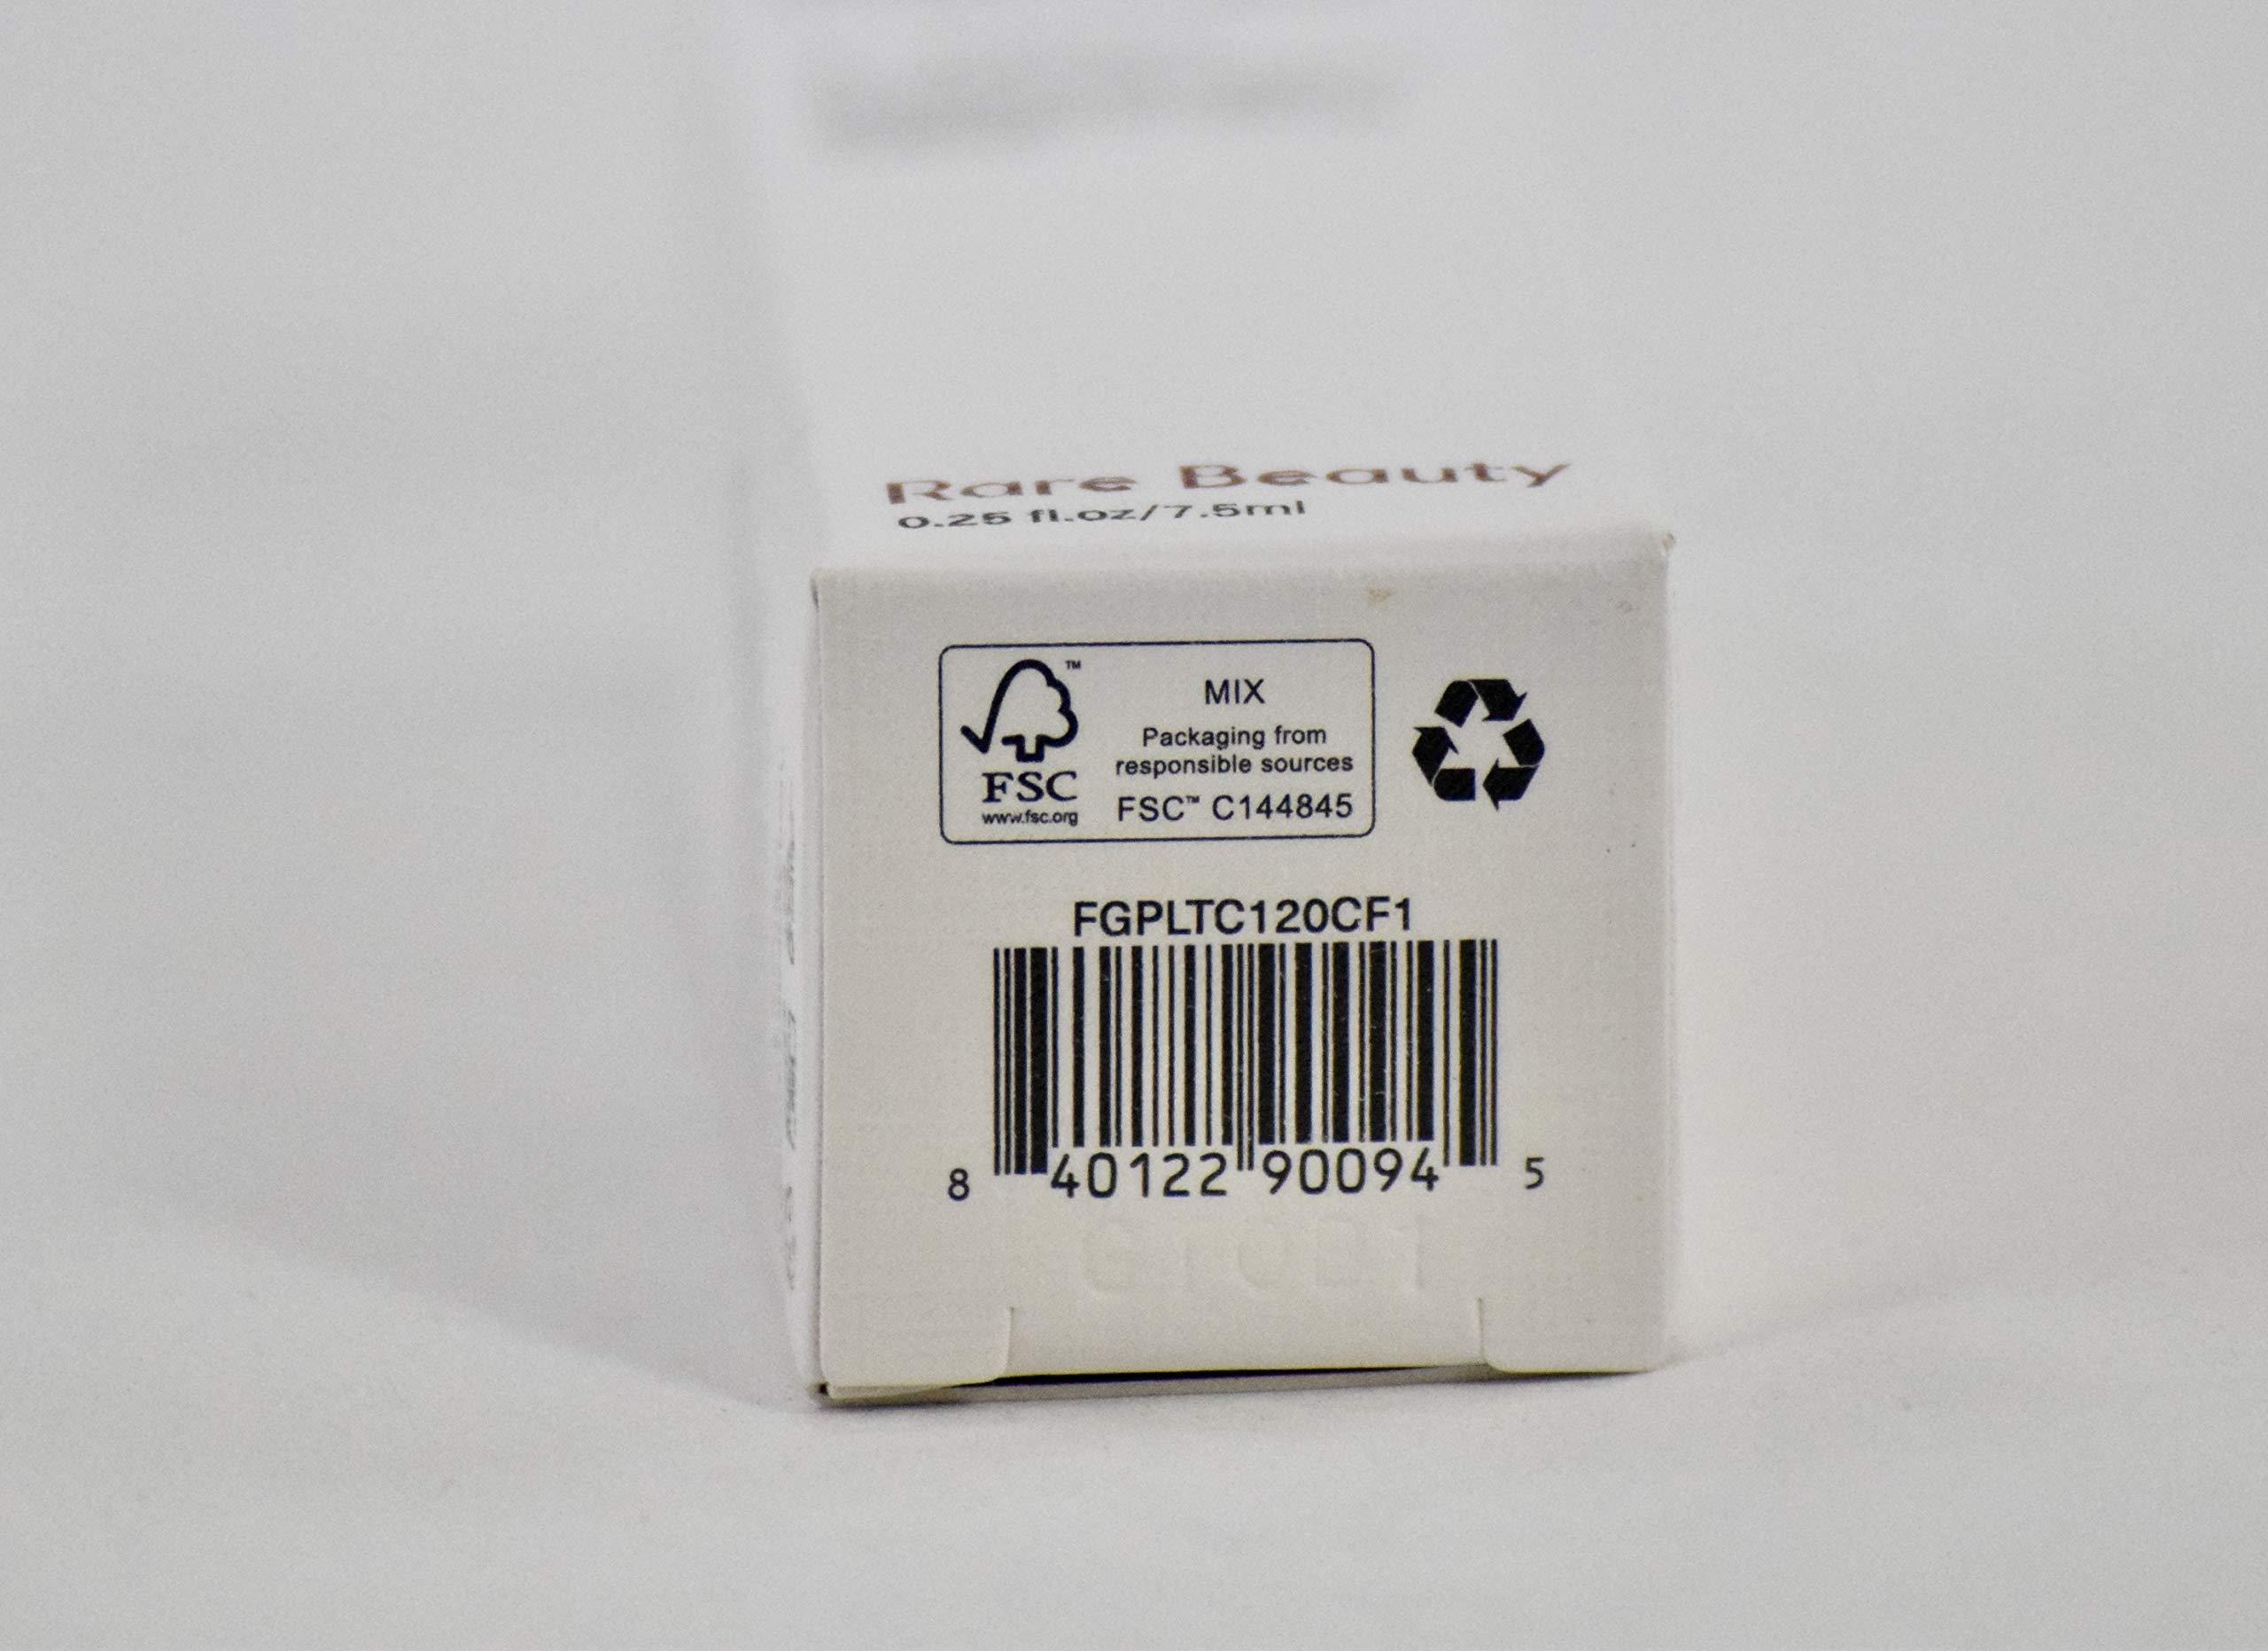 Rare Beauty
0.25 fl.oz/7.5ml
TM
FSC
www.fsc.org
MIX
Packaging from
responsible sources
FSC™ C144845
FGPLTC120CF1
8 40122 90094 5